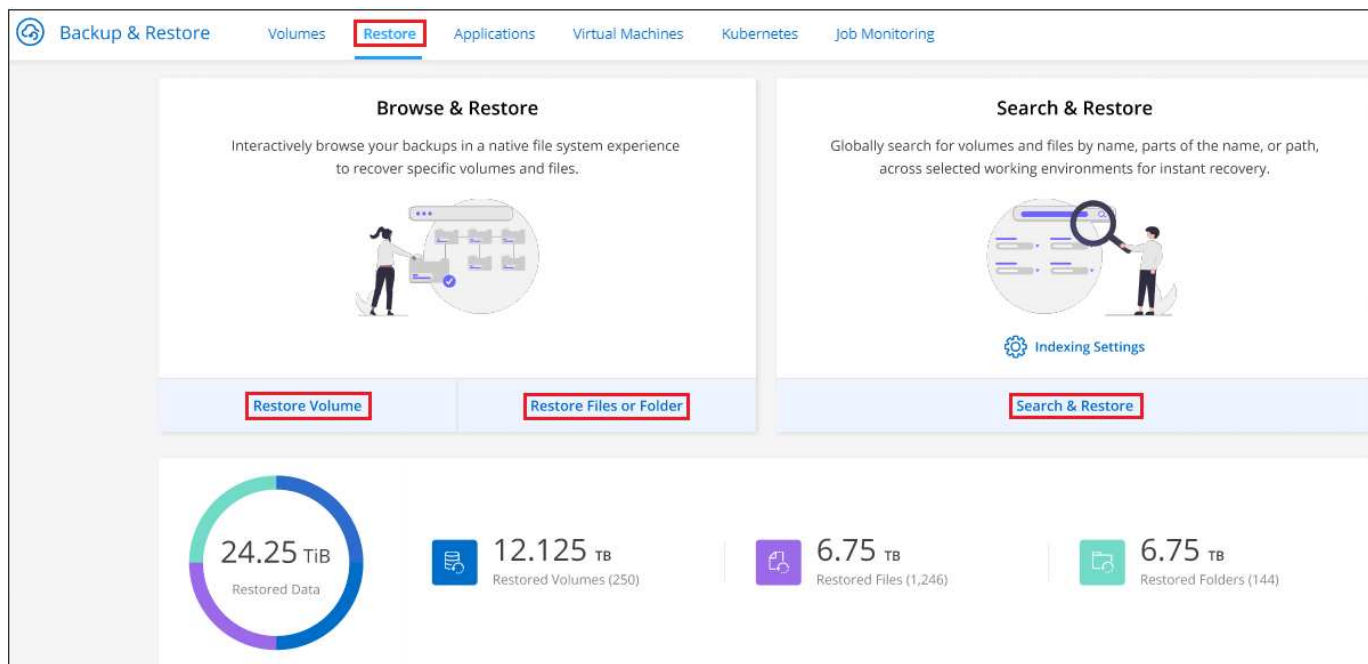 Backup & Restore
Volumes
Restore
Applications
Virtual Machines
Kubernetes
Job Monitoring
Browse & Restore
Interactively browse your backups in a native file system experience
to recover specific volumes and files.
Restore Volume
Restore Files or Folder
Search & Restore
Globally search for volumes and files by name, parts of the name, or path,
across selected working environments for instant recovery.
Indexing Settings
Search & Restore
24.25 TiB
Restored Data
12.125 TB
Restored Volumes (250)
6.75 TB
Restored Files (1,246)
6.75 TB
Restored Folders (144)